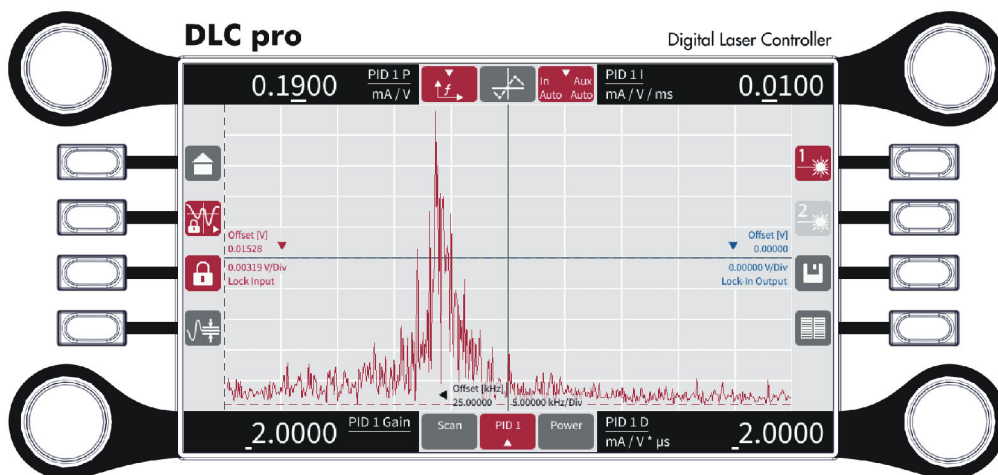 DLC pro
Digital Laser Controller
0.1900
PID 1 P
mA / V
f
In Aux
Auto Auto
PID 1 I
mA / V / ms
0.0100
1
2
Offset [V]
0.01528
0.00319 V/Div
Lock Input
Offset [V]
0.00000
0.00000 V/Div
Lock-In Output
Offset [kHz]
25.00000
5.00000 kHz/Div
2.0000
PID 1 Gain
Scan
PID 1
Power
PID 1 D
mA / V * µs
2.0000